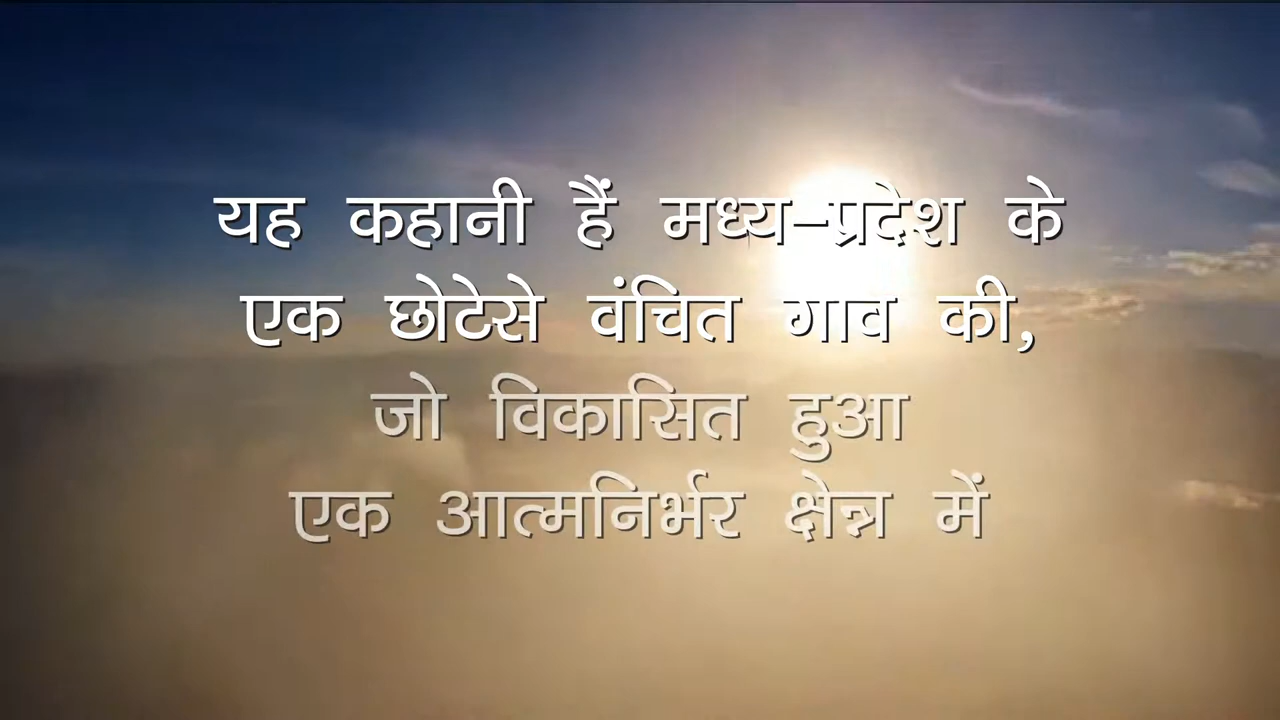 यह कहानी हैं मध्य-प्रदेश के
एक छोटेसे वंचित गाव की,
जो विकासित हुआ
एक आत्मनिर्भर क्षेन्न में